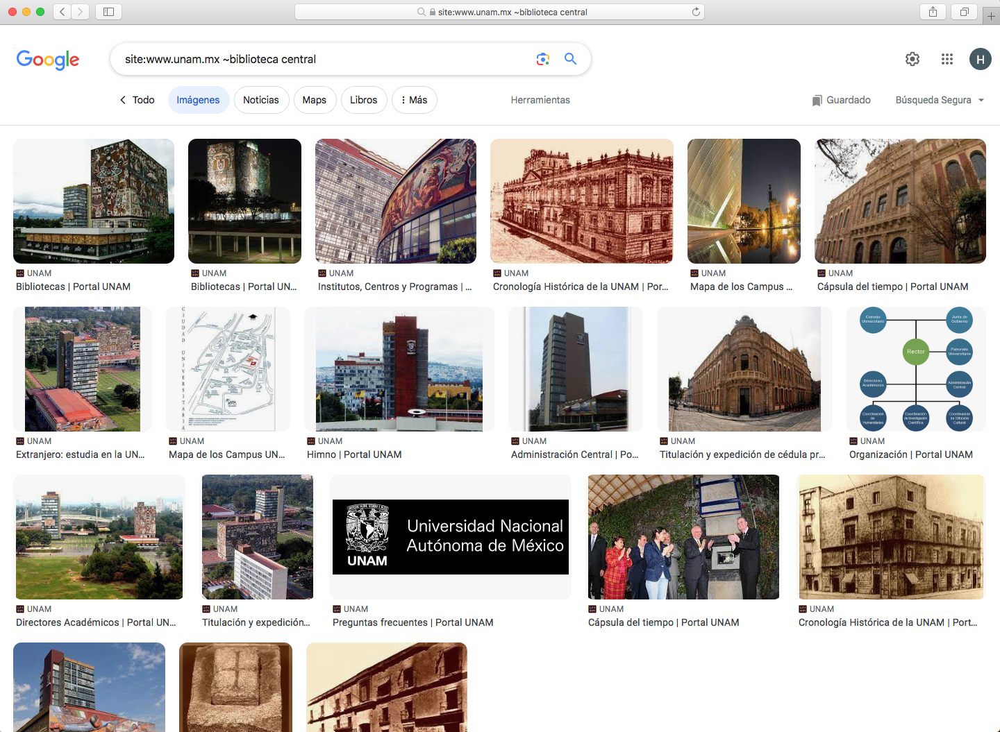 site:www.unam.mx ~biblioteca central
Google
site:www.unam.mx ~biblioteca central
H
Todo
Imágenes
Noticias
Maps
Libros
Más
Herramientas
Guardado
Búsqueda Segura
UNAM
Bibliotecas | Portal UNAM
UNAM
Bibliotecas | Portal UN...
UNAM
Institutos, Centros y Programas | ...
UNAM
Cronología Histórica de la UNAM | Por...
UNAM
Mapa de los Campus ...
UNAM
Cápsula del tiempo | Portal UNAM
CIUDAD UNIVERSITARIA
Consejo
Universitario
Junta de
Gobierno
Rector
Patronato
Universitario
Directores
Académicos
Administración
Central
Coordinación
de
Humanidades
Coordinación
de Investigación
Científica
Coordinación
de Difusión
Cultural
UNAM
Extranjero: estudia en la UN...
UNAM
Mapa de los Campus UN...
UNAM
Himno | Portal UNAM
UNAM
Administración Central | Po...
UNAM
Titulación y expedición de cédula pr...
UNAM
Organización | Portal UNAM
Universidad Nacional
Autónoma de México
UNAM
UNAM
Directores Académicos | Portal UN...
UNAM
Titulación y expedición...
UNAM
Preguntas frecuentes | Portal UNAM
UNAM
Cápsula del tiempo | Portal UNAM
UNAM
Cronología Histórica de la UNAM | Port...